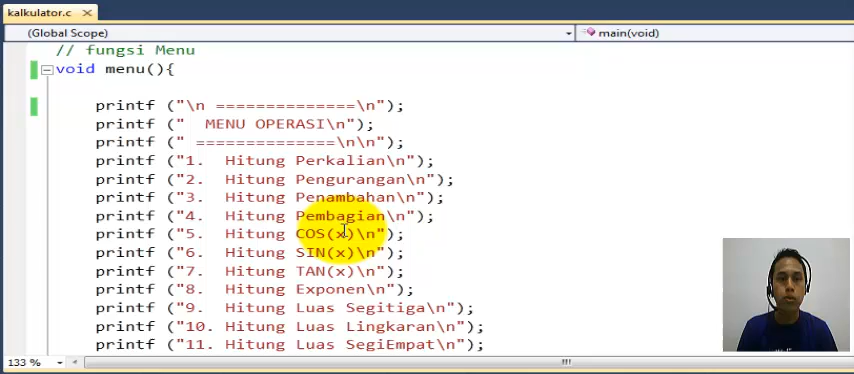 kalkulator.c
(Global Scope)
main(void)
// fungsi Menu
void menu(){
printf ("\n ==============\n");
printf ("  MENU OPERASI\n");
printf (" ==============\n\n");
printf ("1.  Hitung Perkalian\n");
printf ("2.  Hitung Pengurangan\n");
printf ("3.  Hitung Penambahan\n");
printf ("4.  Hitung Pembagian\n");
printf ("5.  Hitung COS(x)\n");
printf ("6.  Hitung SIN(x)\n");
printf ("7.  Hitung TAN(x)\n");
printf ("8.  Hitung Exponen\n");
printf ("9.  Hitung Luas Segitiga\n");
printf ("10. Hitung Luas Lingkaran\n");
printf ("11. Hitung Luas SegiEmpat\n");
133 %